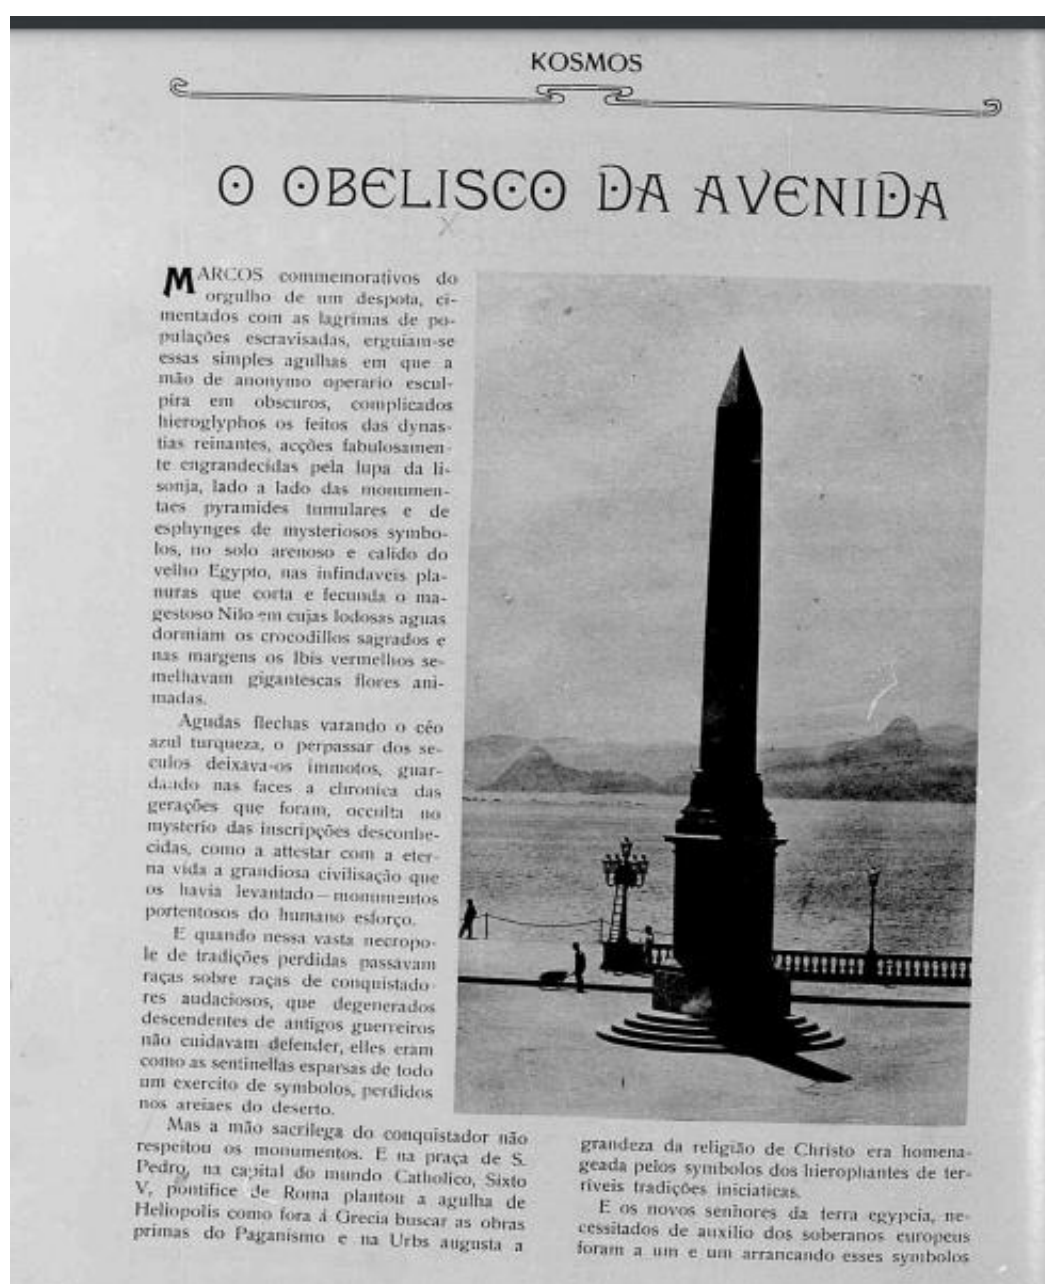 KOSMOS
O OBELISCO DA AVENIDA
MARCOS commemorativos do
orgulho de um despota, ci-
mentados com as lagrimas de po-
pulações escravisadas, erguiam-se
essas simples agulhas em que a
mão de anonymo operario escul-
pira em obscuros, complicados
hieroglyphos os feitos das dynas-
tias reinantes, acções fabulosamen-
te engrandecidas pela lupa da li-
sonja, lado a lado das monumen-
taes pyramides tumulares e de
esphynges de mysteriosos symbo-
los, no solo arenoso e calido do
velho Egypto, nas infindaveis pla-
nuras que corta e fecunda o ma-
gestoso Nilo em cujas lodosas aguas
dormiam os crocodillos sagrados e
nas margens os Ibis vermelhos se-
melhavam gigantescas flores ani-
madas.
Agudas flechas varando o céo
azul turqueza, o perpassar dos se-
culos deixava-os immotos, guar-
dando nas faces a chronica das
gerações que foram, occulta no
mysterio das inscripções desconhe-
cidas, como a attestar com a eter-
na vida a grandiosa civilisação que
os havia levantado — monumentos
portentosos do humano esforço.
E quando nessa vasta necropo-
le de tradições perdidas passavam
raças sobre raças de conquistado-
res audaciosos, que degenerados
descendentes de antigos guerreiros
não cuidavam defender, elles eram
como as sentinellas esparsas de todo
um exercito de symbolos, perdidos
nos areiaes do deserto.
Mas a mão sacrilega do conquistador não
respeitou os monumentos. E na praça de S.
Pedro, na capital do mundo Catholico, Sixto
V, pontifice de Roma plantou a agulha de
Heliopolis como fora á Grecia buscar as obras
primas do Paganismo e na Urbs augusta a
grandeza da religião de Christo era homena-
geada pelos symbolos dos hierophantes de ter-
riveis tradições iniciaticas.
E os novos senhores da terra egypcia, ne-
cessitados de auxilio dos soberanos europeus
foram a um e um arrancando esses symbolos